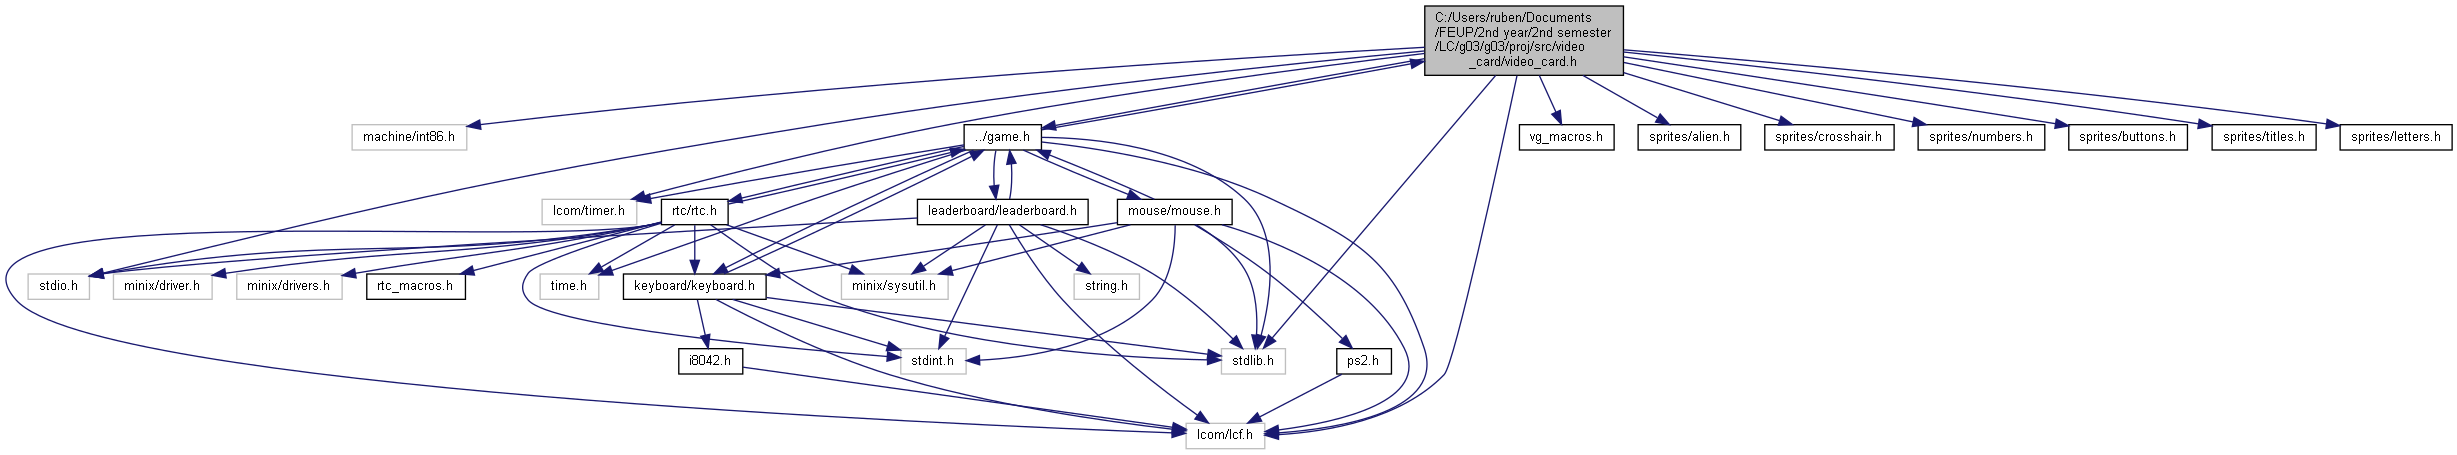 C:/Users/ruben/Documents
/FEUP/2nd year/2nd semester
/LC/g03/g03/proj/src/video
_card/video_card.h
machine/int86.h
../game.h
vg_macros.h
sprites/alien.h
sprites/crosshair.h
sprites/numbers.h
sprites/buttons.h
sprites/titles.h
sprites/letters.h
lcom/timer.h
rtc/rtc.h
leaderboard/leaderboard.h
mouse/mouse.h
stdio.h
minix/driver.h
minix/drivers.h
rtc_macros.h
time.h
keyboard/keyboard.h
minix/sysutil.h
string.h
i8042.h
stdint.h
stdlib.h
ps2.h
lcom/lcf.h